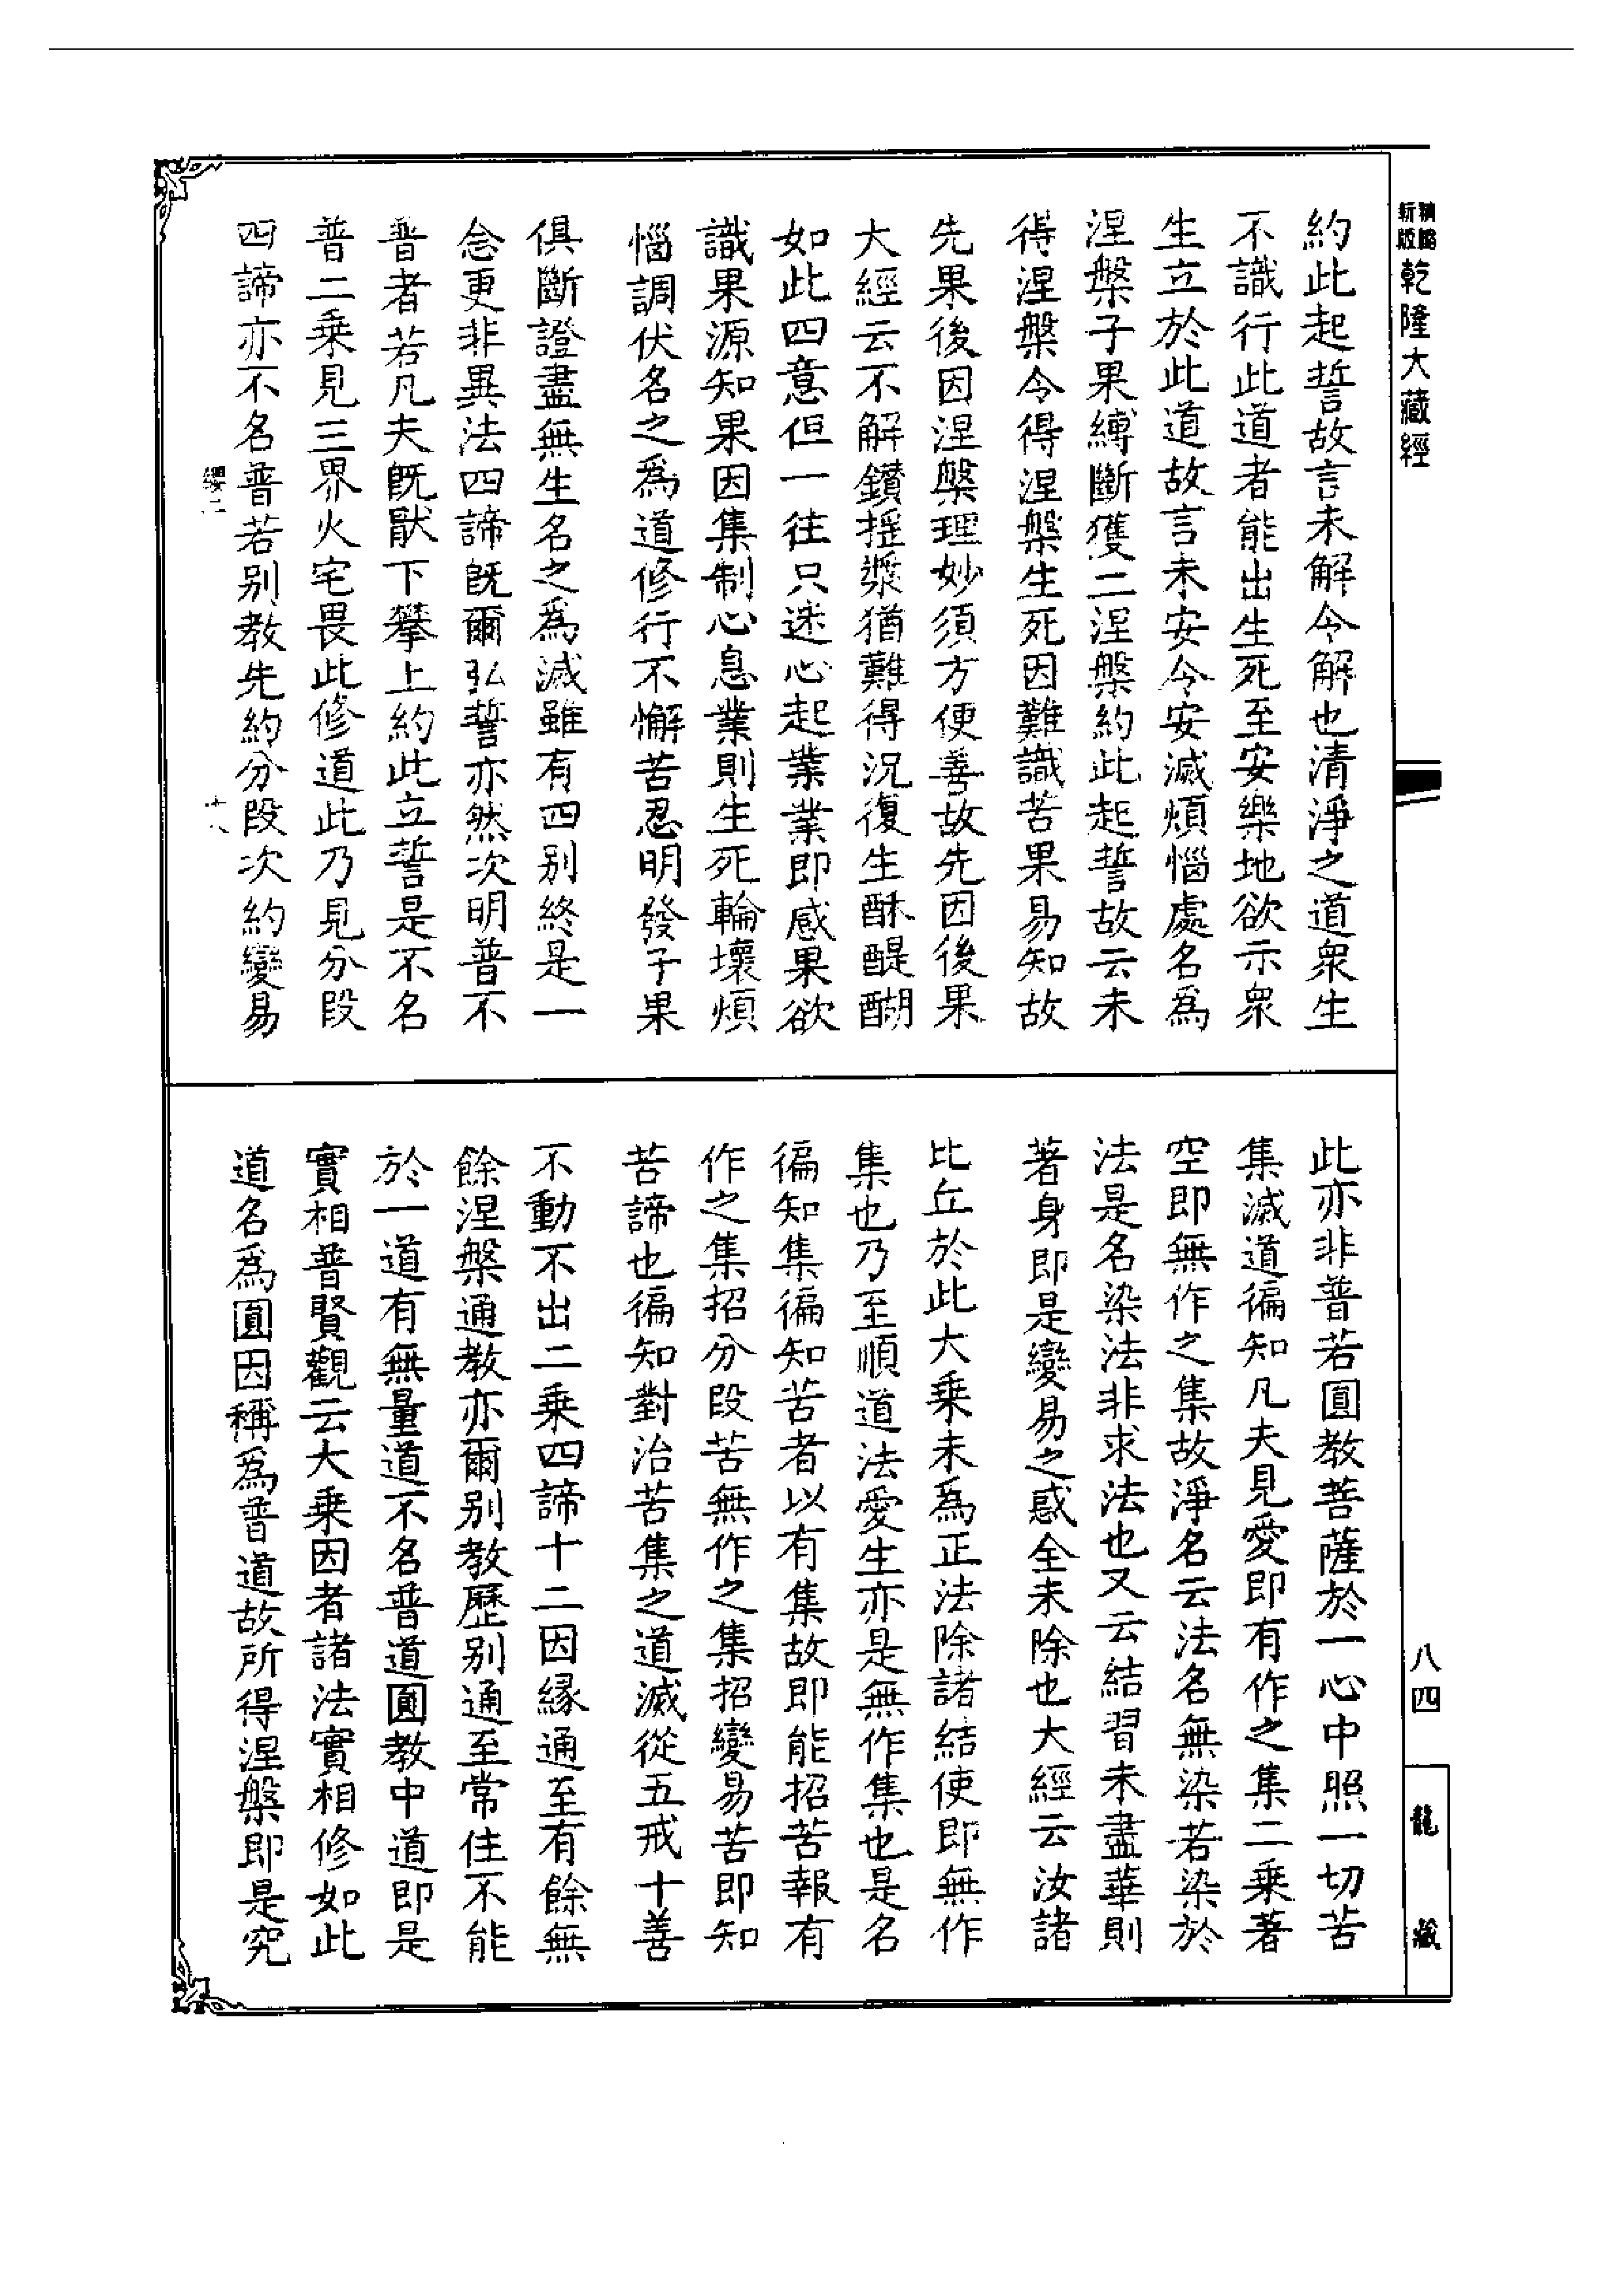 精縮新版乾隆大藏經
約此起誓故言未解令解也清淨之道眾生
不識行此道者能出生死至安樂地欲示眾
生立於此道故言未安令安滅煩惱處名為
涅槃子果縛斷獲二涅槃約此起誓故云未
得涅槃令得涅槃生死因難識苦果易知故
先果後因涅槃理妙須方便善故先因後果
大經云不解鑽搖漿猶難得況復生酥醍醐
如此四意但一往只迷心起業業即感果欲
識果源知果因集制心息業則生死輪壞煩
惱調伏名之為道修行不懈苦忍明發子果
俱斷證盡無生名之為滅雖有四別終是一
念更非異法四諦既爾弘誓亦然次明普不
普者若凡夫既猒下攀上約此立誓是不名
普二乘見三界火宅畏此修道此乃見分段
四諦亦不名普若別教先約分段次約變易
纓二
十八
此亦非普若圓教菩薩於一心中照一切苦
集滅道徧知凡夫見愛即有作之集二乘著
空即無作之集故淨名云法名無染若染於
法是名染法非求法也又云結習未盡華則
著身即是變易之惑全未除也大經云汝諸
比丘於此大乘未為正法除諸結使即無作
集也乃至順道法愛生亦是無作集也是名
徧知集徧知苦者以有集故即能招苦報有
作之集招分段苦無作之集招變易苦即知
苦諦也徧知對治苦集之道滅從五戒十善
不動不出二乘四諦十二因緣通至有餘無
餘涅槃通教亦爾別教歷別通至常住不能
於一道有無量道不名普道圓教中道即是
實相普賢觀云大乘因者諸法實相修如此
道名為圓因稱為普道故所得涅槃即是究
八四
龍藏